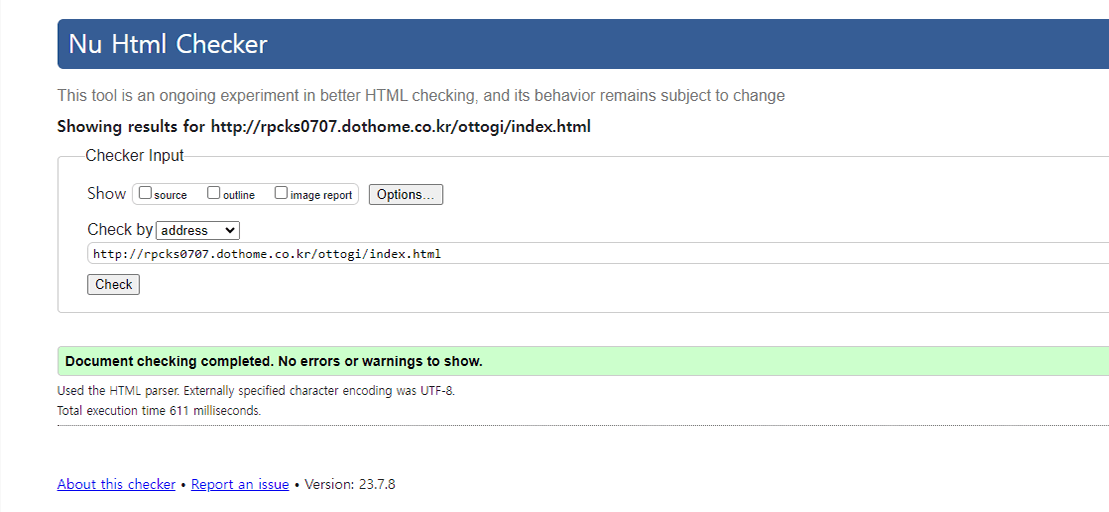 Nu Html Checker
This tool is an ongoing experiment in better HTML checking, and its behavior remains subject to change
Showing results for http://rpcks0707.dothome.co.kr/ottogi/index.html
Checker Input
Show source outline image report Options...
Check by address
http://rpcks0707.dothome.co.kr/ottogi/index.html
Check
Document checking completed. No errors or warnings to show.
Used the HTML parser. Externally specified character encoding was UTF-8.
Total execution time 611 milliseconds.
About this checker • Report an issue • Version: 23.7.8